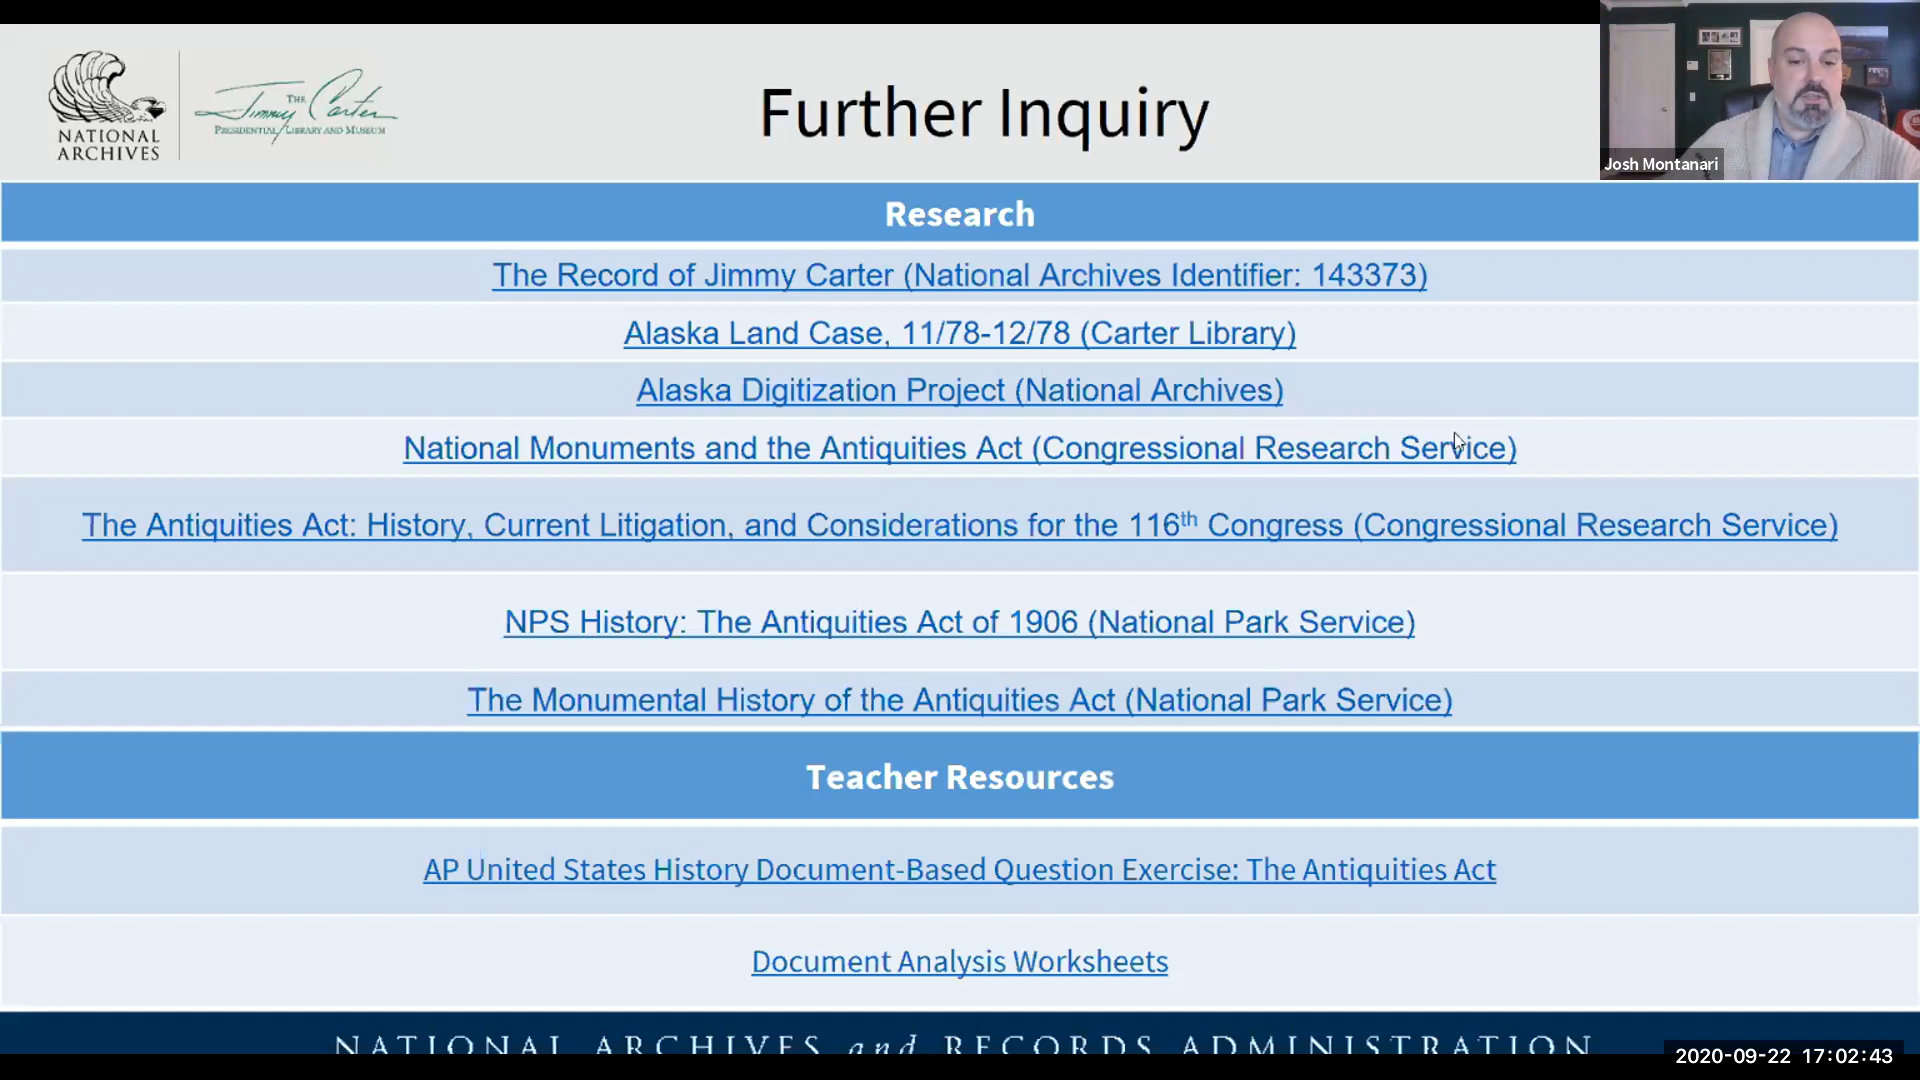 NATIONAL
ARCHIVES
THE
Jimmy Carter
PRESIDENTIAL LIBRARY AND MUSEUM
Further Inquiry
Josh Montanari
Research
The Record of Jimmy Carter (National Archives Identifier: 143373)
Alaska Land Case, 11/78-12/78 (Carter Library)
Alaska Digitization Project (National Archives)
National Monuments and the Antiquities Act (Congressional Research Service)
The Antiquities Act: History, Current Litigation, and Considerations for the 116th Congress (Congressional Research Service)
NPS History: The Antiquities Act of 1906 (National Park Service)
The Monumental History of the Antiquities Act (National Park Service)
Teacher Resources
AP United States History Document-Based Question Exercise: The Antiquities Act
Document Analysis Worksheets
NATIONAL ARCHIVES and RECORDS ADMINISTRATION
2020-09-22 17:02:43